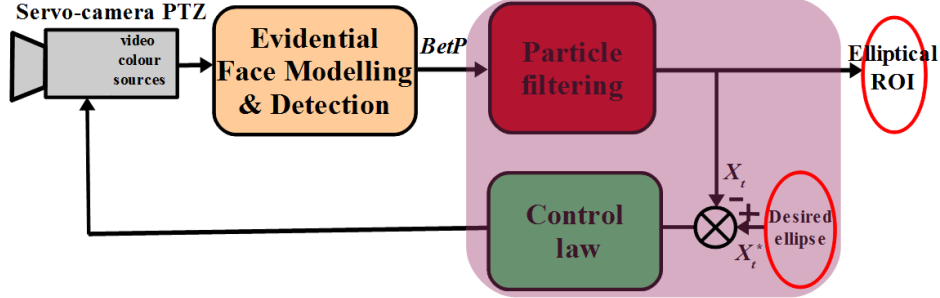 Servo-camera PTZ
video
colour
sources
Evidential
Face Modelling
& Detection
BetP
Particle
filtering
Elliptical
ROI
X_t
−
+
Control
law
Desired
ellipse
X_t^*